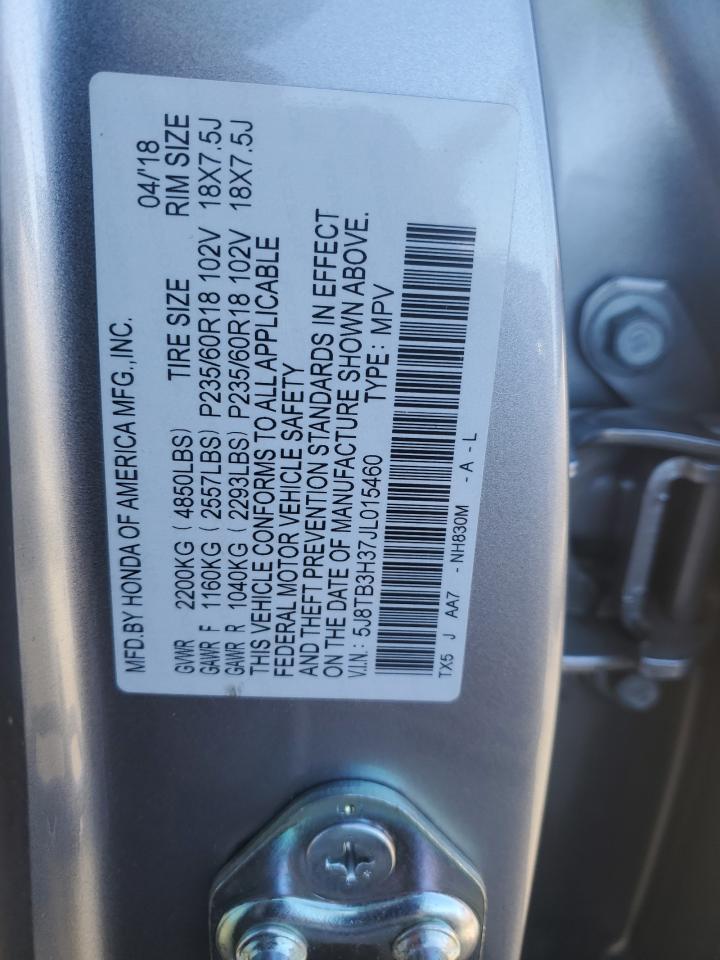 MFD.BY HONDA OF AMERICA MFG.,INC. 04/'18
GVWR 2200KG ( 4850LBS) TIRE SIZE RIM SIZE
GAWR F 1160KG ( 2557LBS) P235/60R18 102V 18X7.5J
GAWR R 1040KG ( 2293LBS) P235/60R18 102V 18X7.5J
THIS VEHICLE CONFORMS TO ALL APPLICABLE
FEDERAL MOTOR VEHICLE SAFETY
AND THEFT PREVENTION STANDARDS IN EFFECT
ON THE DATE OF MANUFACTURE SHOWN ABOVE.
V.I.N.: 5J8TB3H37JL015460 TYPE: MPV
TX5 J AA7 - NH830M - A - L